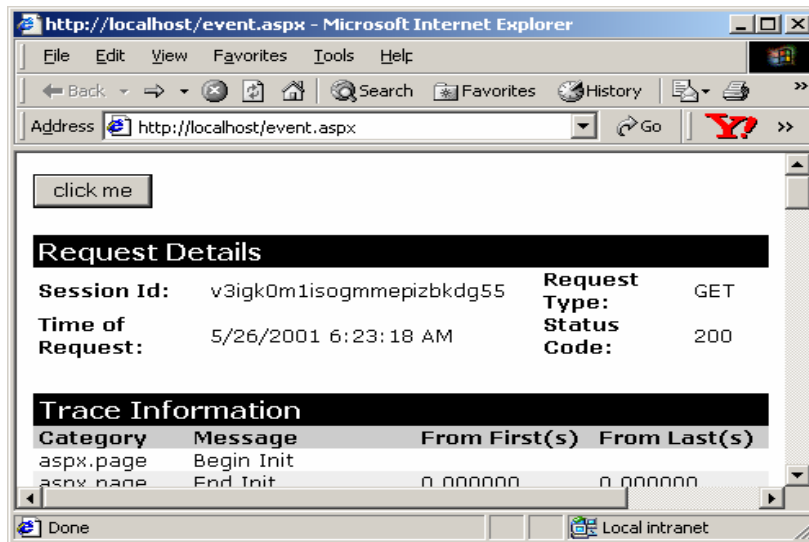 http://localhost/event.aspx - Microsoft Internet Explorer
File Edit View Favorites Tools Help
Back Search Favorites History »
Address http://localhost/event.aspx Go Y! »
click me
Request Details
Session Id: v3igk0m1isogmmepizbkdg55 Request Type: GET
Time of Request: 5/26/2001 6:23:18 AM Status Code: 200
Trace Information
Category Message From First(s) From Last(s)
aspx.page Begin Init
aspx.page End Init 0.000000 0.000000
Done Local intranet